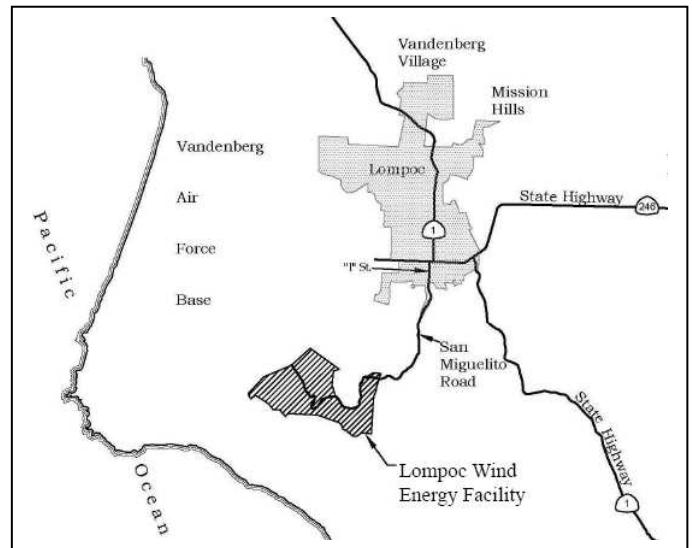 Vandenberg
Village
Mission
Hills
Vandenberg
Air
Force
Base
Lompoc
State Highway
246
1
"I" St.
Pacific
Ocean
San
Miguelito
Road
State Highway
1
Lompoc Wind
Energy Facility